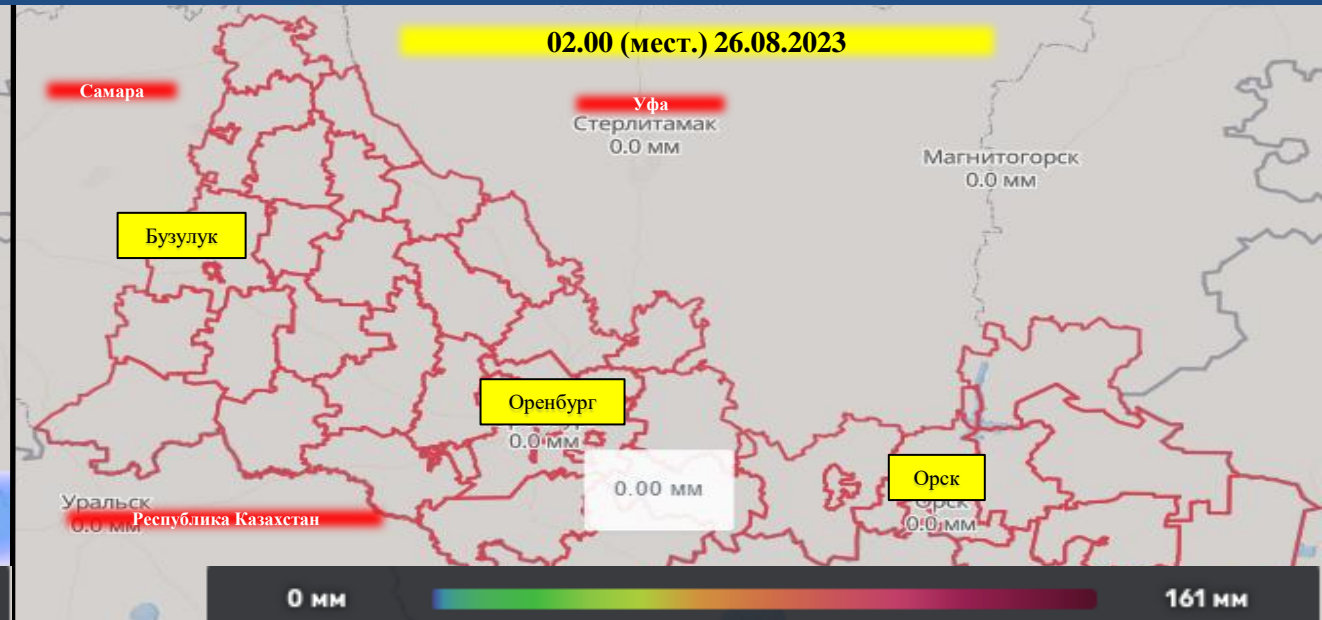 02.00 (мест.) 26.08.2023
Самара
Уфа
Стерлитамак
0.0 мм
Магнитогорск
0.0 мм
Бузулук
Оренбург
0.0 мм
0.00 мм
Орск
Орск
0.0 мм
Уральск
0.0 мм
Республика Казахстан
0 мм
161 мм